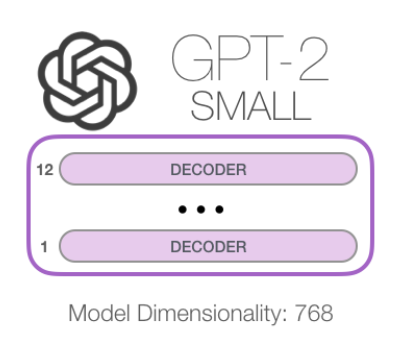 GPT-2
SMALL
12 DECODER
...
1 DECODER
Model Dimensionality: 768